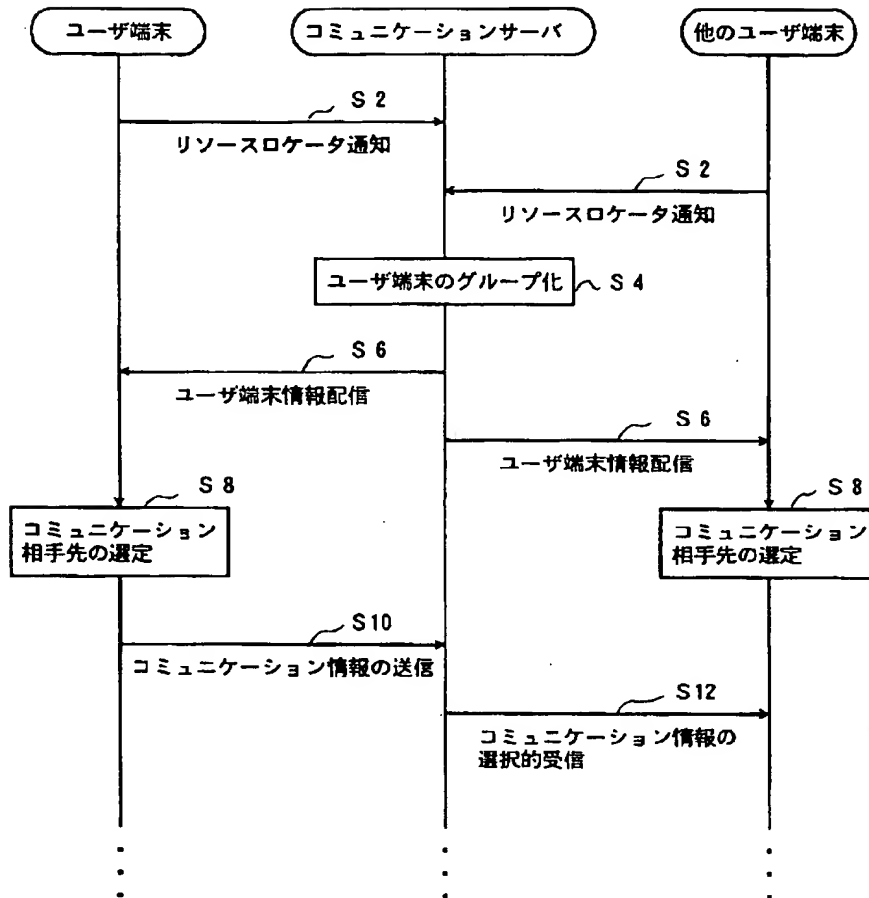 ユーザ端末
コミュニケーションサーバ
他のユーザ端末
S2
リソースロケータ通知
S2
リソースロケータ通知
ユーザ端末のグループ化
S4
S6
ユーザ端末情報配信
S6
ユーザ端末情報配信
S8
コミュニケーション
相手先の選定
S8
コミュニケーション
相手先の選定
S10
コミュニケーション情報の送信
S12
コミュニケーション情報の
選択的受信